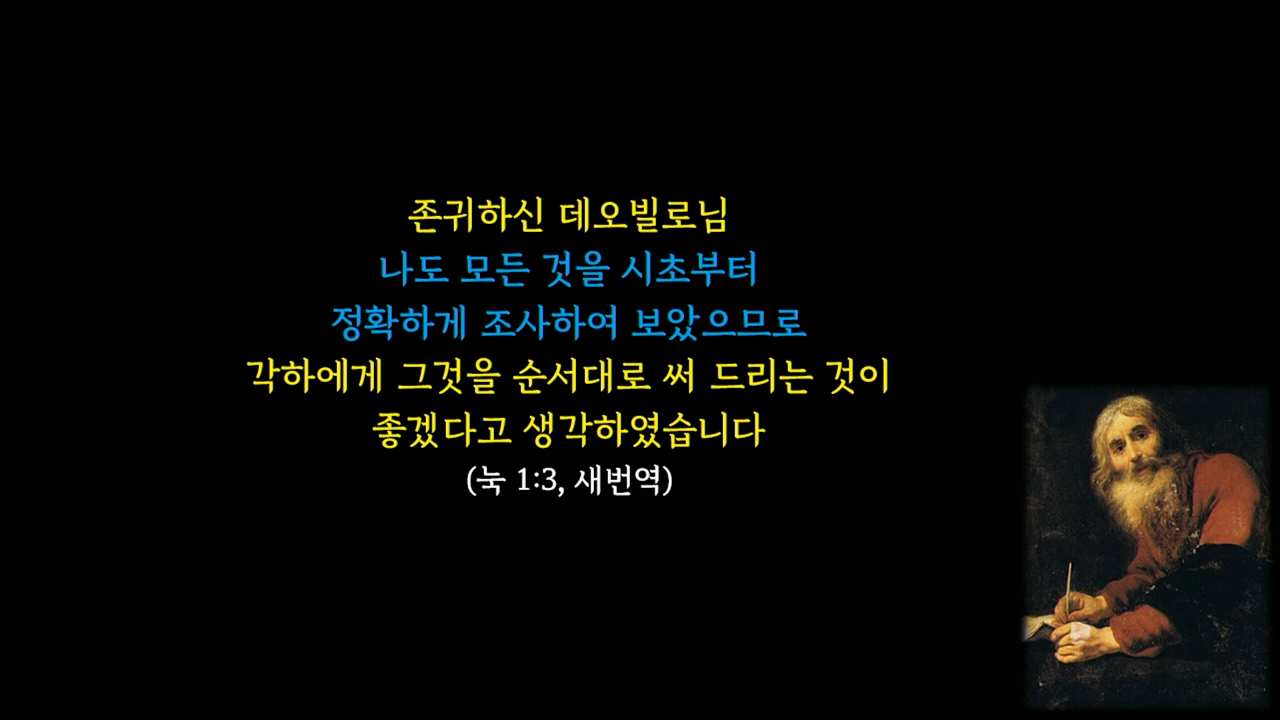 존귀하신 데오빌로님
나도 모든 것을 시초부터
정확하게 조사하여 보았으므로
각하에게 그것을 순서대로 써 드리는 것이
좋겠다고 생각하였습니다
(눅 1:3, 새번역)